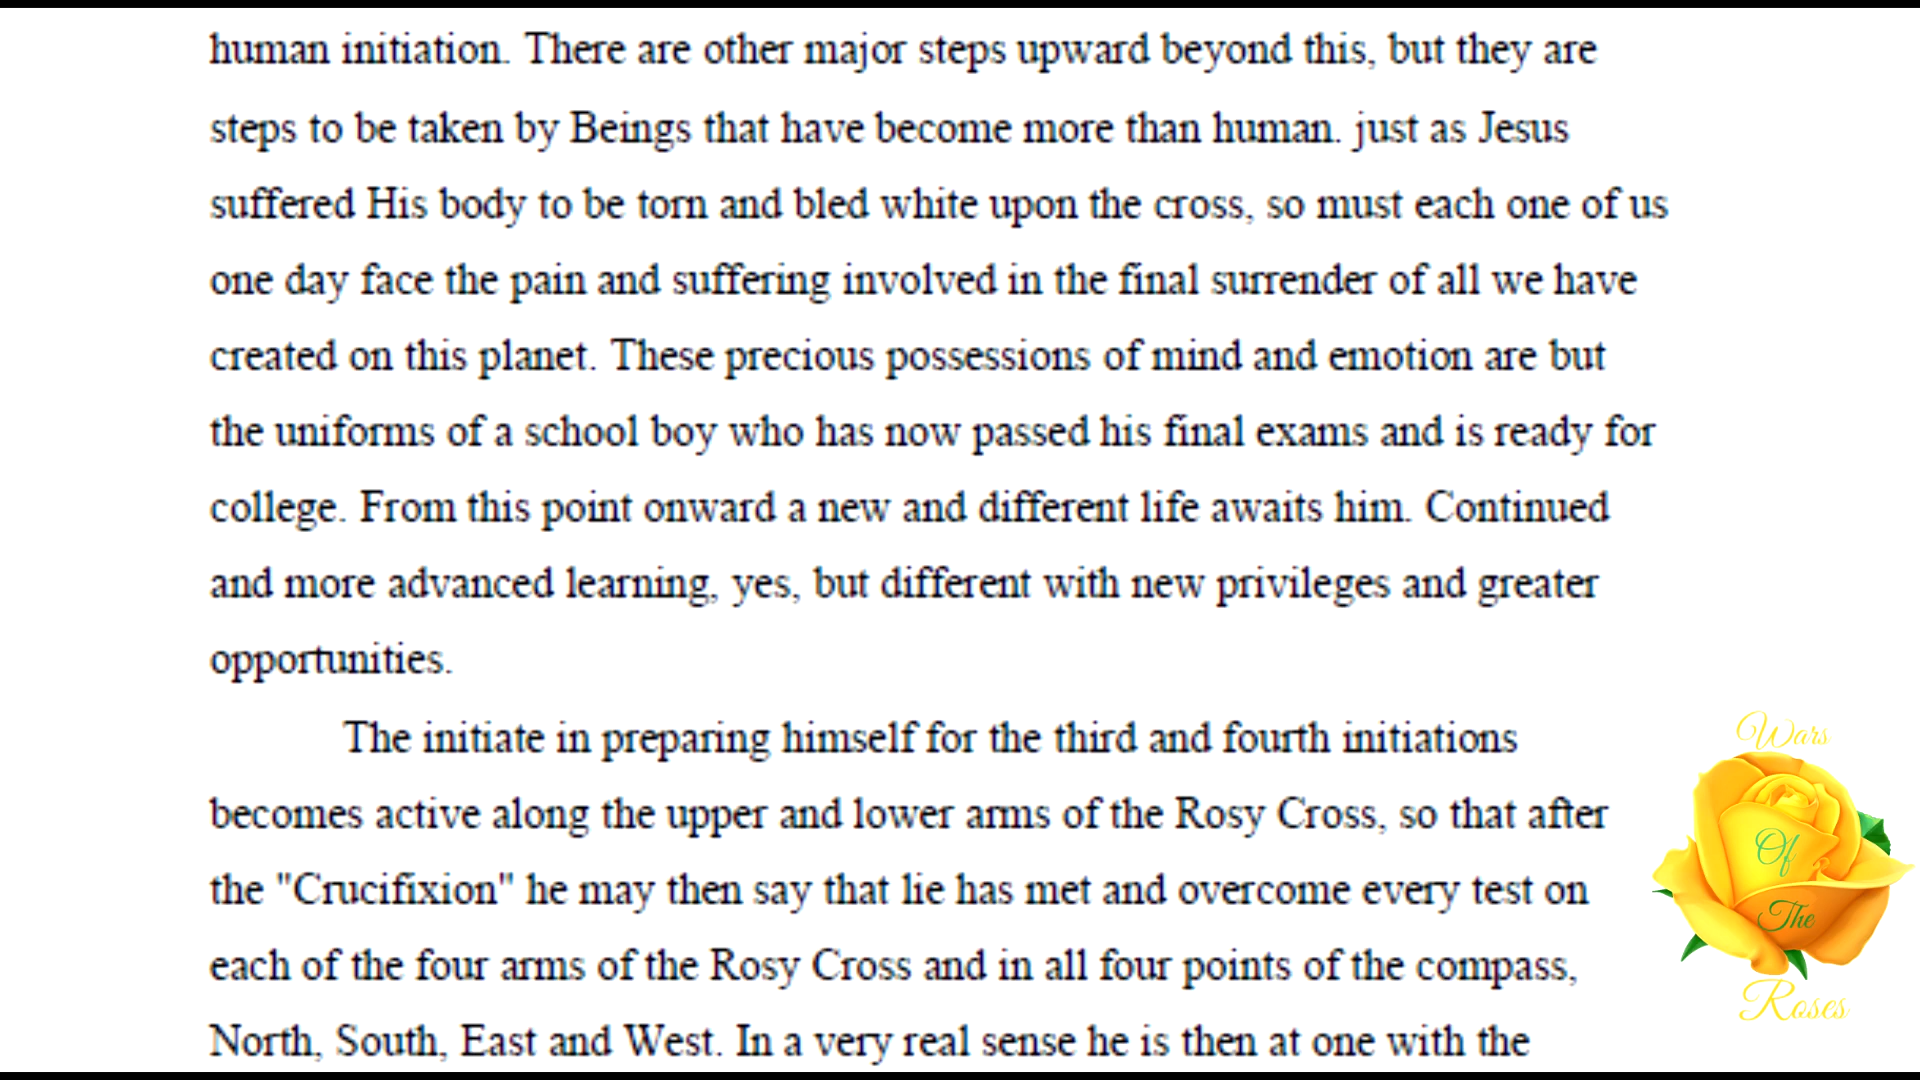 human initiation. There are other major steps upward beyond this, but they are
steps to be taken by Beings that have become more than human. just as Jesus
suffered His body to be torn and bled white upon the cross, so must each one of us
one day face the pain and suffering involved in the final surrender of all we have
created on this planet. These precious possessions of mind and emotion are but
the uniforms of a school boy who has now passed his final exams and is ready for
college. From this point onward a new and different life awaits him. Continued
and more advanced learning, yes, but different with new privileges and greater
opportunities.
The initiate in preparing himself for the third and fourth initiations
becomes active along the upper and lower arms of the Rosy Cross, so that after
the "Crucifixion" he may then say that lie has met and overcome every test on
each of the four arms of the Rosy Cross and in all four points of the compass,
North, South, East and West. In a very real sense he is then at one with the
Wars
Of
The
Roses